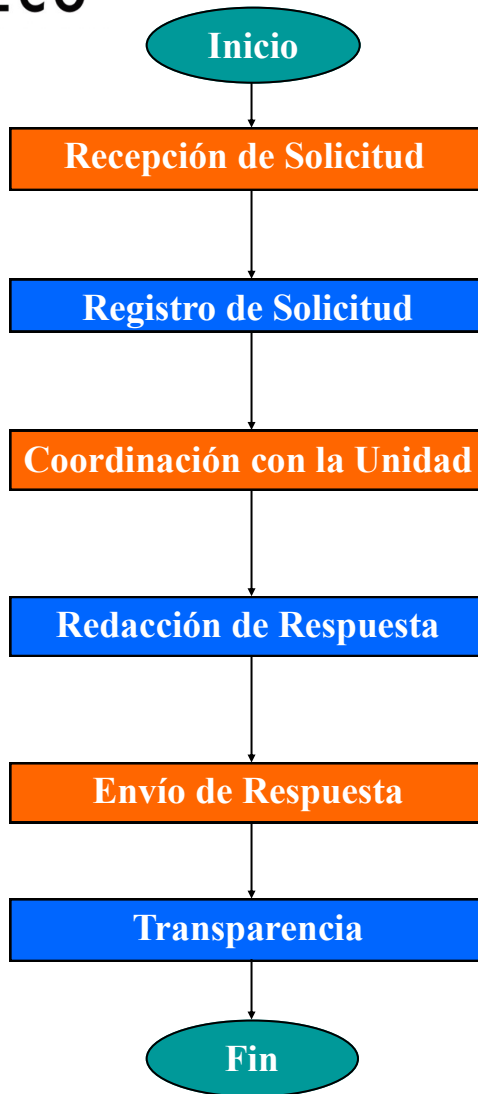 Inicio
Recepción de Solicitud
Registro de Solicitud
Coordinación con la Unidad
Redacción de Respuesta
Envío de Respuesta
Transparencia
Fin